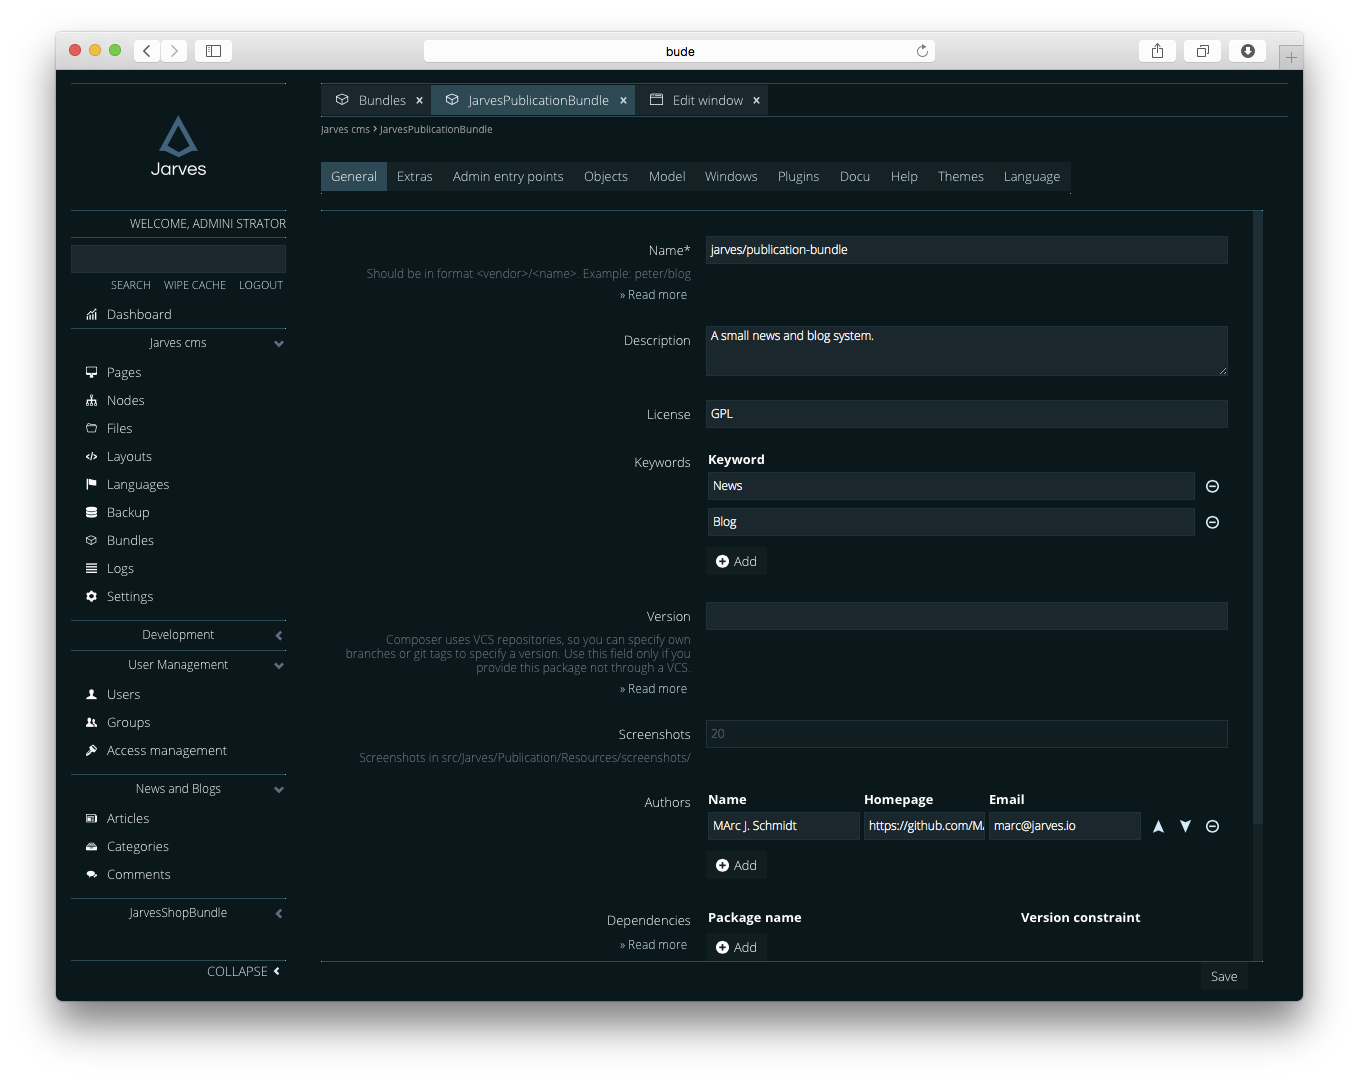 bude
Jarves
WELCOME, ADMINI STRATOR
SEARCH WIPE CACHE LOGOUT
Dashboard
Jarves cms
Pages
Nodes
Files
Layouts
Languages
Backup
Bundles
Logs
Settings
Development
User Management
Users
Groups
Access management
News and Blogs
Articles
Categories
Comments
JarvesShopBundle
COLLAPSE
Bundles × JarvesPublicationBundle × Edit window ×
Jarves cms › JarvesPublicationBundle
General Extras Admin entry points Objects Model Windows Plugins Docu Help Themes Language
Name* jarves/publication-bundle
Should be in format <vendor>/<name>. Example: peter/blog
» Read more
Description A small news and blog system.
License GPL
Keywords Keyword
News
Blog
Add
Version
Composer uses VCS repositories, so you can specify own
branches or git tags to specify a version. Use this field only if you
provide this package not through a VCS.
» Read more
Screenshots 20
Screenshots in src/Jarves/Publication/Resources/screenshots/
Authors Name Homepage Email
MArc J. Schmidt https://github.com/MA marc@jarves.io
Add
Dependencies Package name Version constraint
» Read more Add
Save